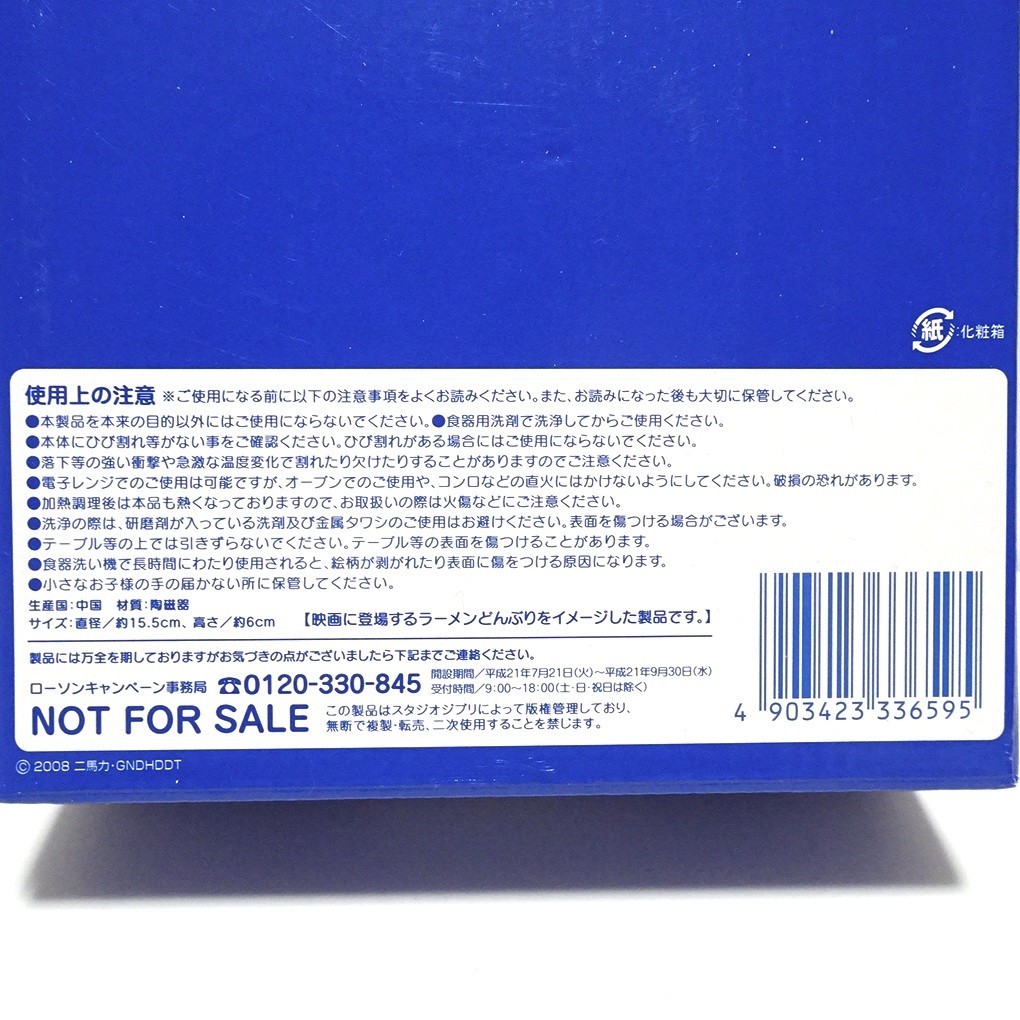 紙:化粧箱
使用上の注意 ※ご使用になる前に以下の注意事項をよくお読みください。また、お読みになった後も大切に保管してください。
●本製品を本来の目的以外にはご使用にならないでください。●食器用洗剤で洗浄してからご使用ください。
●本体にひび割れ等がない事をご確認ください。ひび割れがある場合にはご使用にならないでください。
●落下等の強い衝撃や急激な温度変化で割れたり欠けたりすることがありますのでご注意ください。
●電子レンジでのご使用は可能ですが、オーブンでのご使用や、コンロなどの直火にはかけないようにしてください。破損の恐れがあります。
●加熱調理後は本品も熱くなっておりますので、お取扱いの際は火傷などにご注意ください。
●洗浄の際は、研磨剤が入っている洗剤及び金属タワシのご使用はお避けください。表面を傷つける場合がございます。
●テーブル等の上では引きずらないでください。テーブル等の表面を傷つけることがあります。
●食器洗い機で長時間にわたり使用されると、絵柄が剥がれたり表面に傷をつける原因になります。
●小さなお子様の手の届かない所に保管してください。
生産国:中国 材質:陶磁器
サイズ:直径/約15.5cm、高さ/約6cm 【映画に登場するラーメンどんぶりをイメージした製品です。】
製品には万全を期しておりますがお気づきの点がございましたら下記までご連絡ください。
ローソンキャンペーン事務局 ☎0120-330-845 開設期間/平成21年7月21日(火)~平成21年9月30日(水)
受付時間/9:00~18:00(土・日・祝日は除く)
NOT FOR SALE この製品はスタジオジブリによって版権管理しており、
無断で複製・転売、二次使用することを禁じます。
4 903423 336595
© 2008 二馬力・GNDHDDT